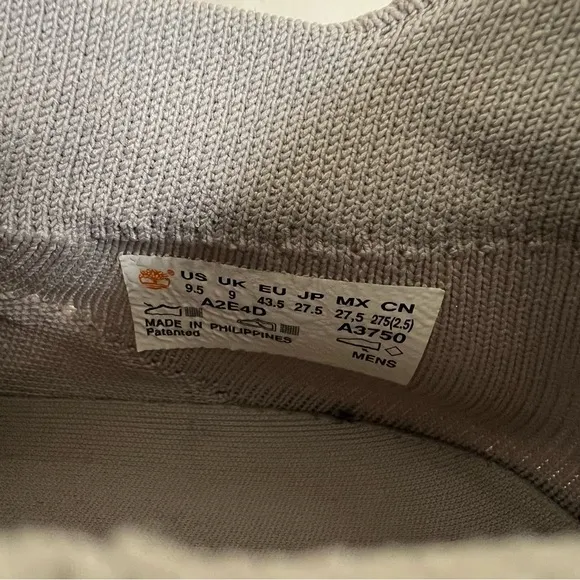 US UK EU JP MX CN
9.5 9 43.5 27.5 27,5 275(2.5)
A2E4D A3750
MADE IN PHILIPPINES
Patented
MENS